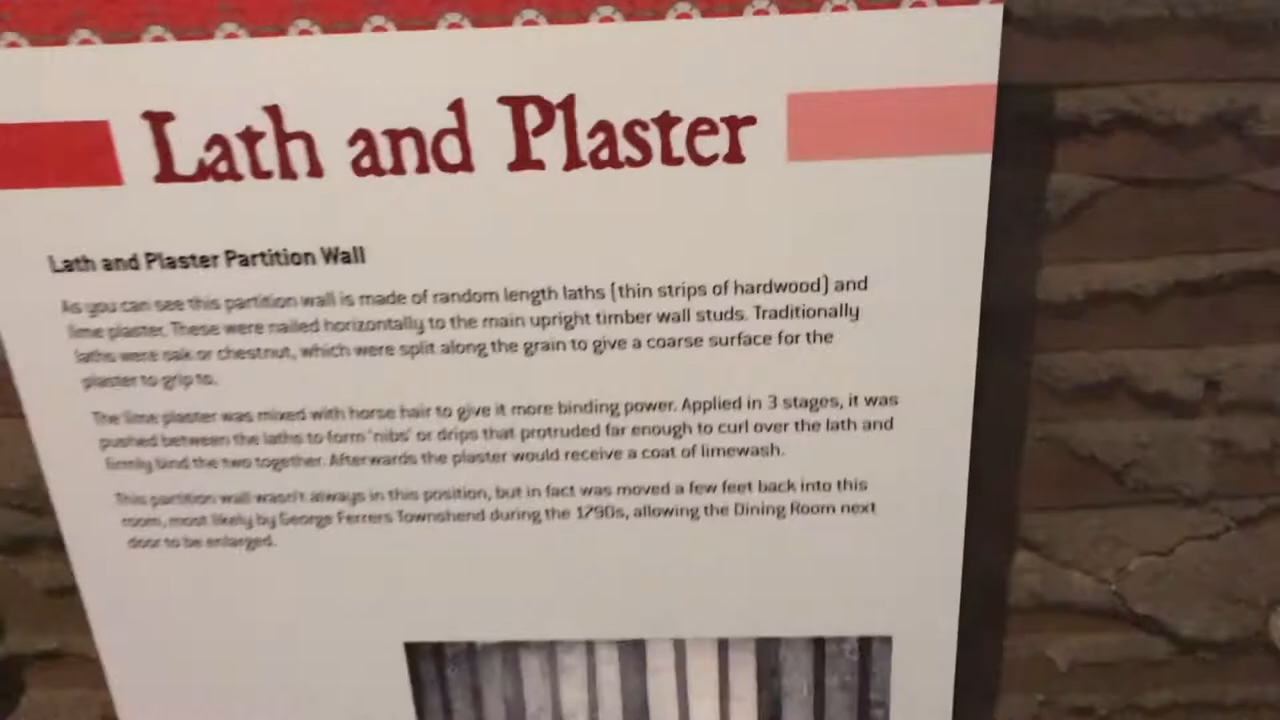 Lath and Plaster
Lath and Plaster Partition Wall
As you can see this partition wall is made of random length laths (thin strips of hardwood) and
lime plaster. These were nailed horizontally to the main upright timber wall studs. Traditionally
laths were oak or chestnut, which were split along the grain to give a coarse surface for the
plaster to grip to.
The lime plaster was mixed with horse hair to give it more binding power. Applied in 3 stages, it was
pushed between the laths to form 'nibs' or drips that protruded far enough to curl over the lath and
firmly bind the two together. Afterwards the plaster would receive a coat of limewash.
This partition wall wasn't always in this position, but in fact was moved a few feet back into this
room, most likely by George Ferrers Townshend during the 1790s, allowing the Dining Room next
door to be enlarged.